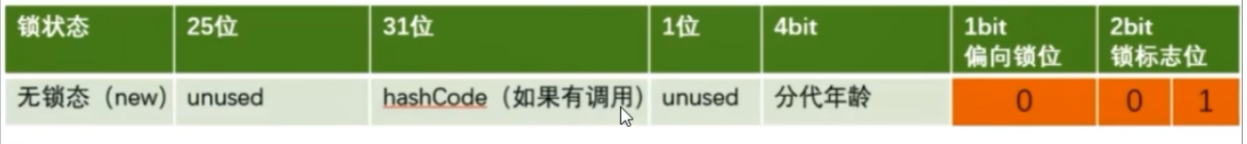 锁状态 25位 31位 1位 4bit 1bit 2bit
偏向锁位 锁标志位
无锁态（new) unused hashCode（如果有调用） unused 分代年龄 0 0 1